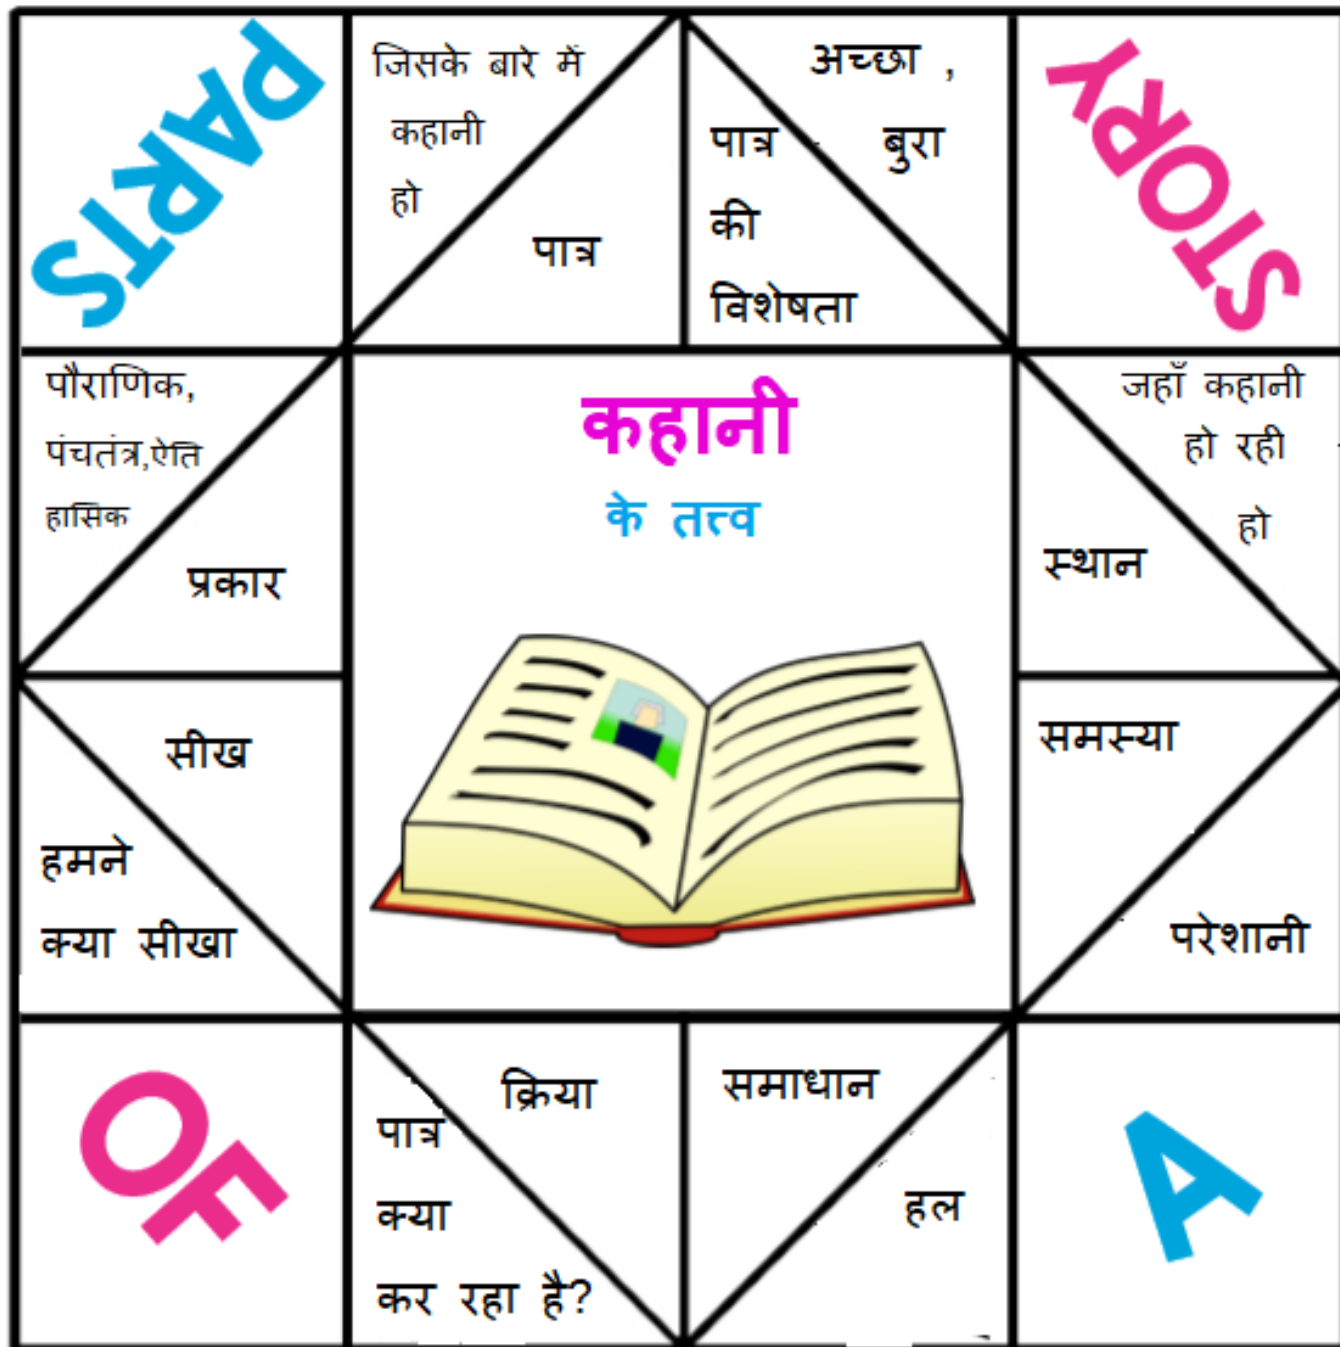 PARTS
जिसके बारे में
कहानी
हो
पात्र
पात्र
की
विशेषता
अच्छा ,
बुरा
STORY
पौराणिक,
पंचतंत्र,ऐति
हासिक
प्रकार
कहानी
के तत्त्व
जहाँ कहानी
हो रही
हो
स्थान
सीख
हमने
क्या सीखा
समस्या
परेशानी
OF
क्रिया
पात्र
क्या
कर रहा है?
समाधान
हल
A